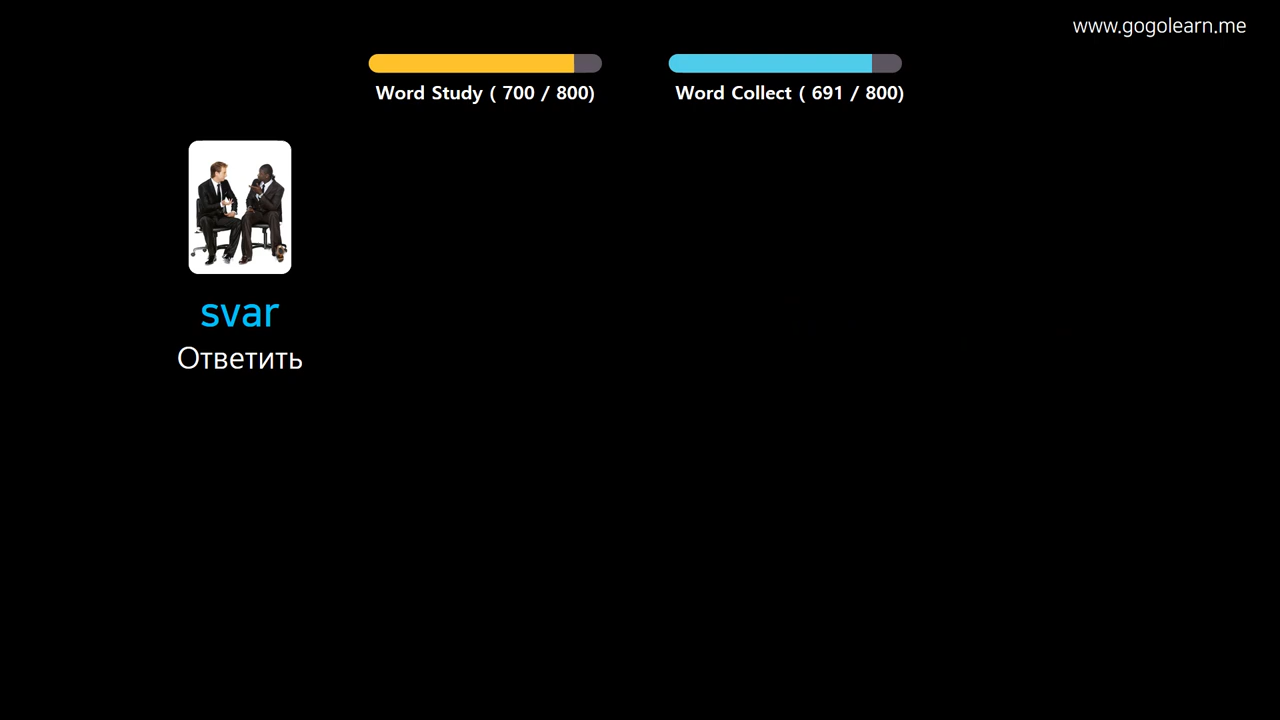 www.gogolearn.me
Word Study ( 700 / 800)
Word Collect ( 691 / 800)
svar
Ответить